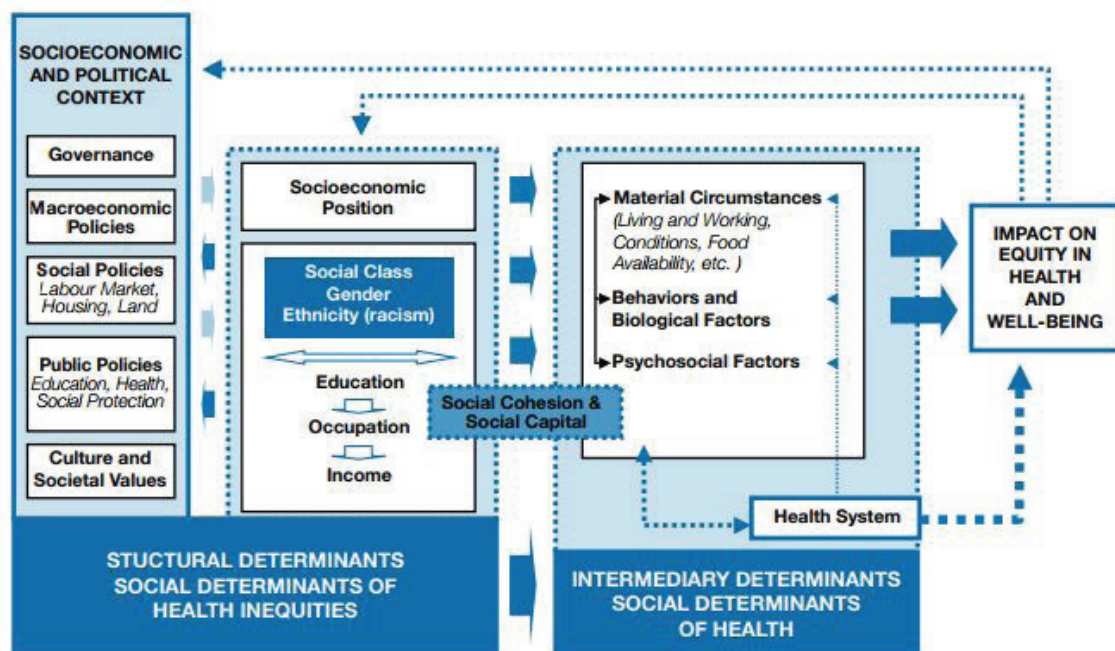 SOCIOECONOMIC
AND POLITICAL
CONTEXT
Governance
Macroeconomic
Policies
Social Policies
Labour Market,
Housing, Land
Public Policies
Education, Health,
Social Protection
Culture and
Societal Values
Socioeconomic
Position
Social Class
Gender
Ethnicity (racism)
Education
Occupation
Income
Social Cohesion &
Social Capital
Material Circumstances
(Living and Working,
Conditions, Food
Availability, etc. )
Behaviors and
Biological Factors
Psychosocial Factors
Health System
IMPACT ON
EQUITY IN
HEALTH
AND
WELL-BEING
STUCTURAL DETERMINANTS
SOCIAL DETERMINANTS OF
HEALTH INEQUITIES
INTERMEDIARY DETERMINANTS
SOCIAL DETERMINANTS
OF HEALTH